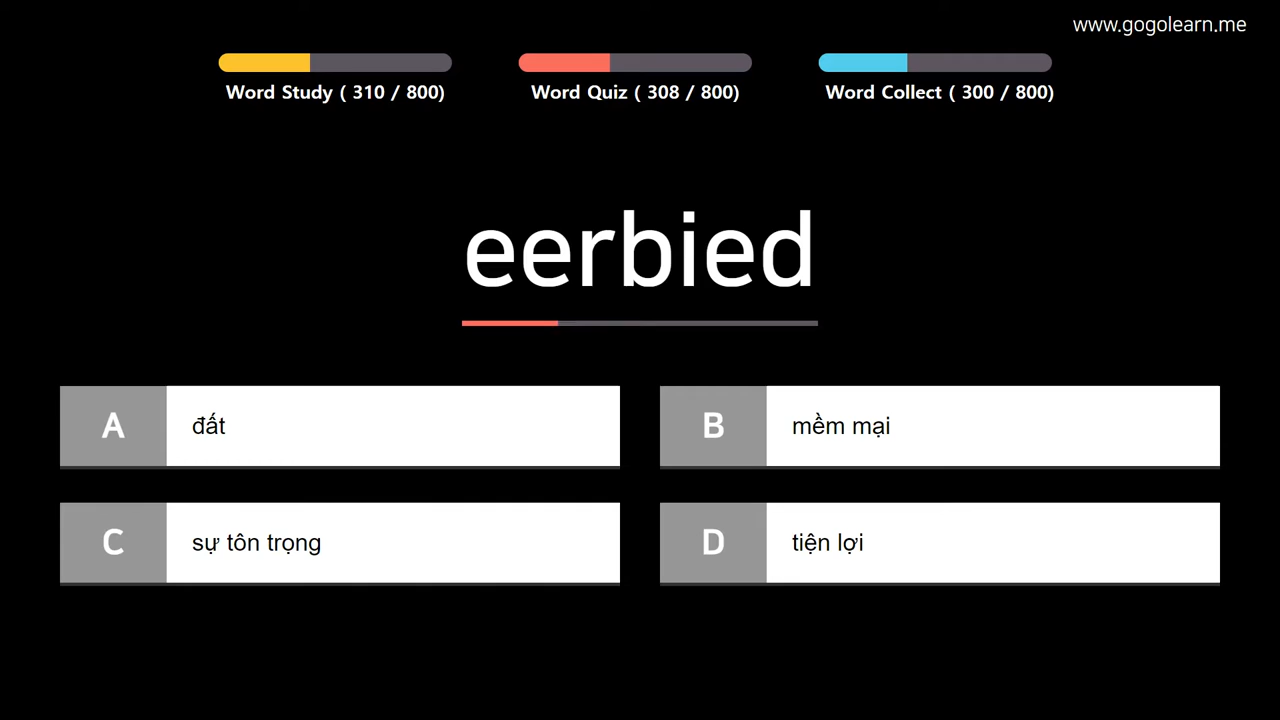 www.gogolearn.me
Word Study ( 310 / 800)
Word Quiz ( 308 / 800)
Word Collect ( 300 / 800)
eerbied
A
đất
B
mềm mại
C
sự tôn trọng
D
tiện lợi